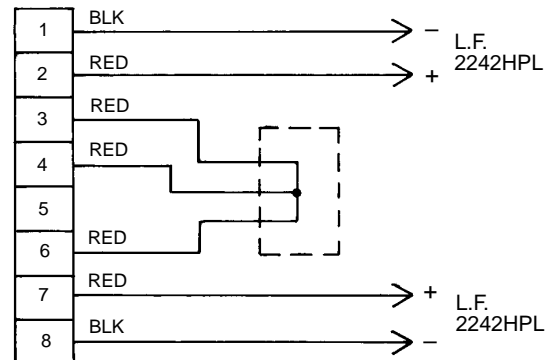 1 BLK –
L.F.
2242HPL
2 RED +
3 RED
4 RED
5
6 RED
7 RED +
L.F.
2242HPL
8 BLK –